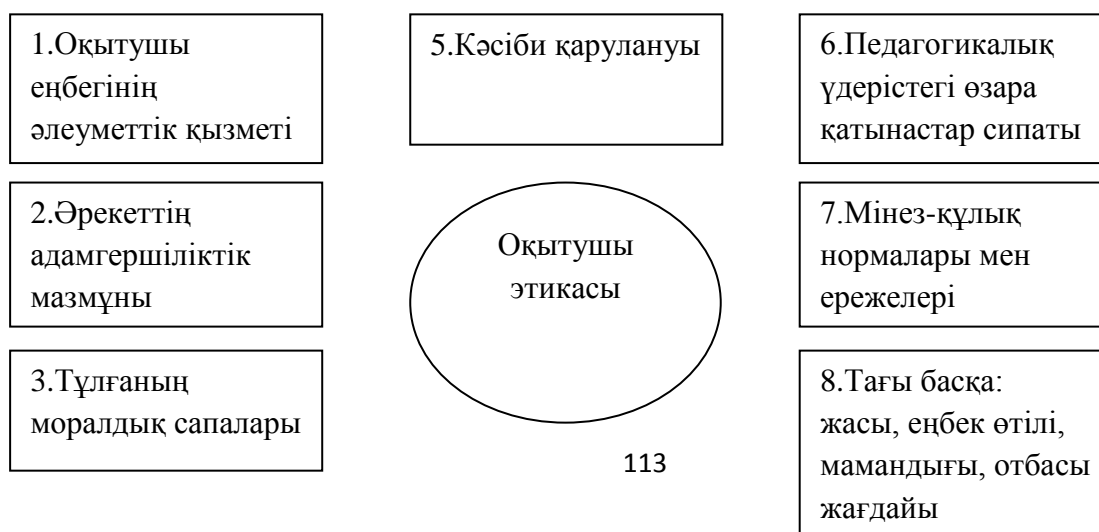 1.Оқытушы
еңбегінің
әлеуметтік қызметі
5.Кәсіби қарулануы
6.Педагогикалық
үдерістегі өзара
қатынастар сипаты
2.Әрекеттің
адамгершіліктік
мазмұны
Оқытушы
этикасы
7.Мінез-құлық
нормалары мен
ережелері
3.Тұлғаның
моралдық сапалары
8.Тағы басқа:
жасы, еңбек өтілі,
мамандығы, отбасы
жағдайы
113